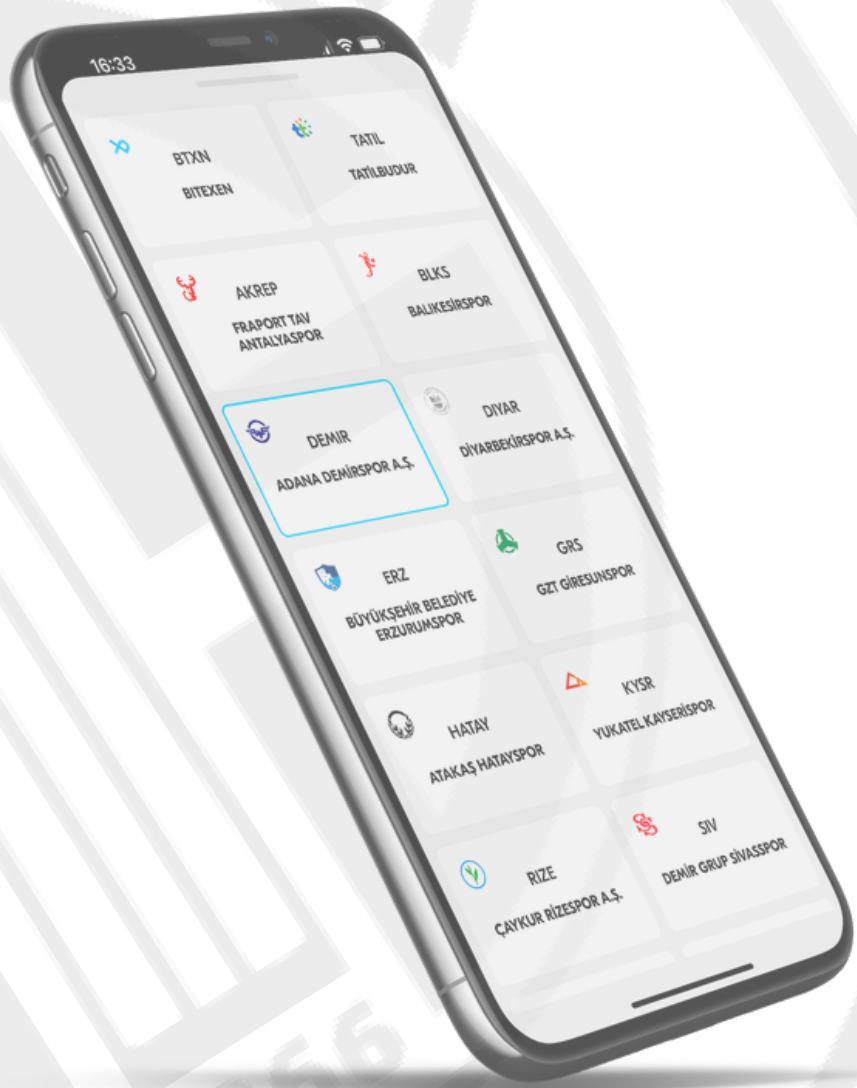 16:33
BTXN
BITEXEN
TATIL
TATİLBUDUR
AKREP
FRAPORT TAV
ANTALYASPOR
BLKS
BALIKESİRSPOR
DEMIR
ADANA DEMİRSPOR A.Ş.
DIYAR
DİYARBEKİRSPOR A.Ş.
ERZ
BÜYÜKŞEHİR BELEDİYE
ERZURUMSPOR
GRS
GZT GİRESUNSPOR
HATAY
ATAKAŞ HATAYSPOR
KYSR
YUKATEL KAYSERİSPOR
RIZE
ÇAYKUR RİZESPOR A.Ş.
SIV
DEMİR GRUP SİVASSPOR